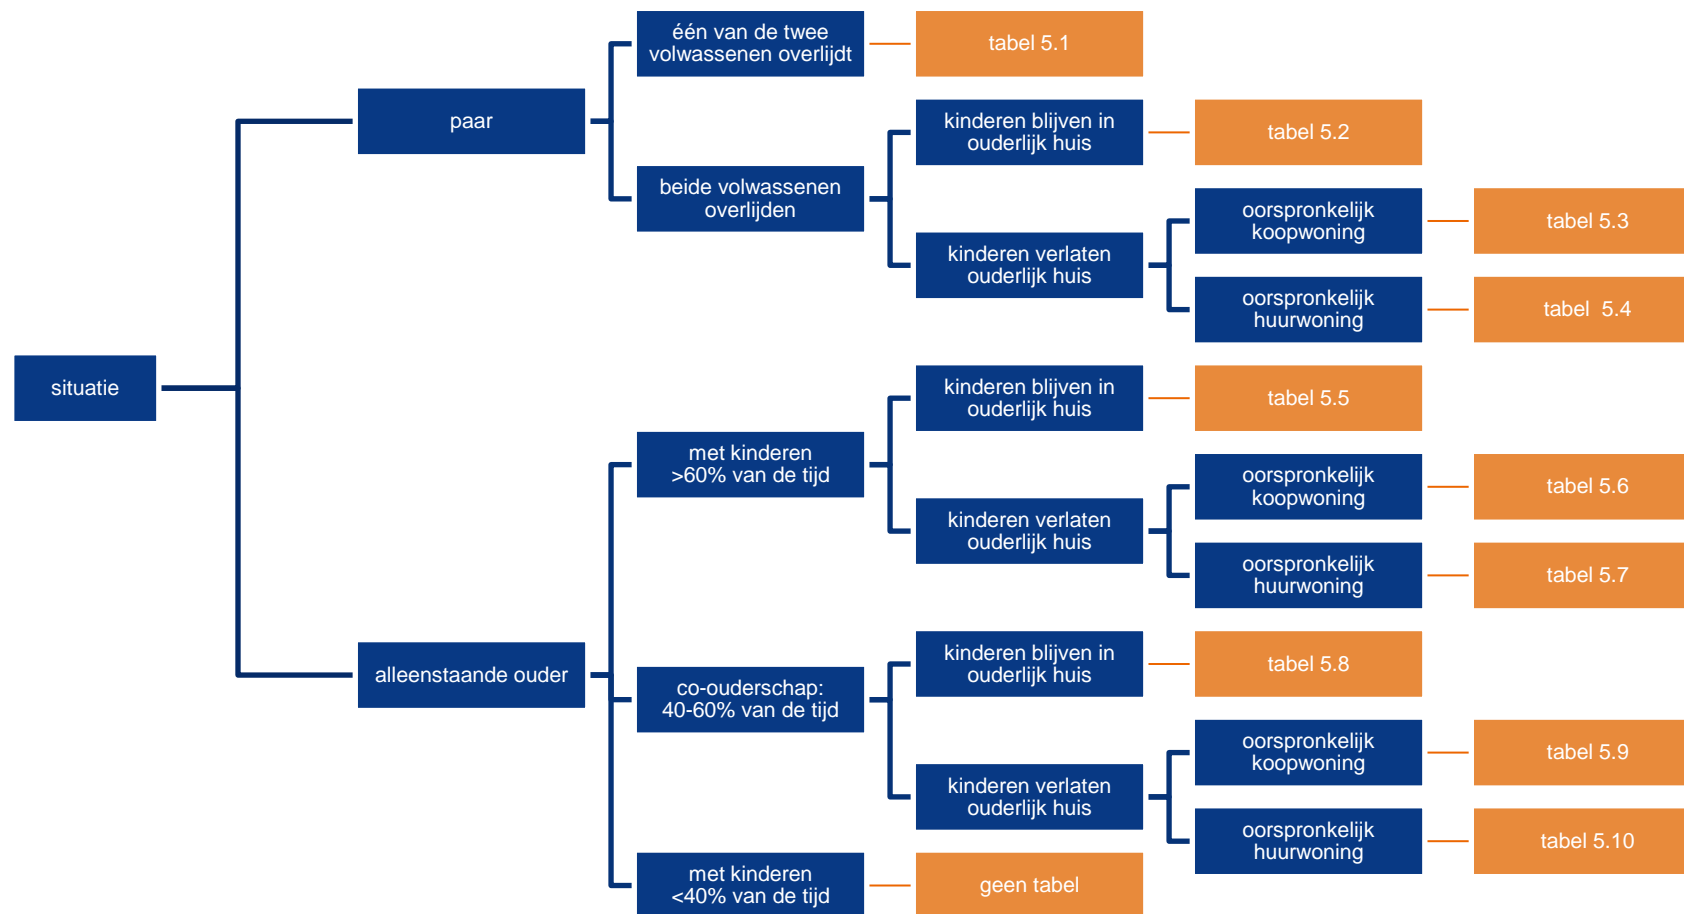 situatie
paar
één van de twee
volwassenen overlijdt
tabel 5.1
beide volwassenen
overlijden
kinderen blijven in
ouderlijk huis
tabel 5.2
kinderen verlaten
ouderlijk huis
oorspronkelijk
koopwoning
tabel 5.3
oorspronkelijk
huurwoning
tabel 5.4
alleenstaande ouder
met kinderen
>60% van de tijd
kinderen blijven in
ouderlijk huis
tabel 5.5
kinderen verlaten
ouderlijk huis
oorspronkelijk
koopwoning
tabel 5.6
oorspronkelijk
huurwoning
tabel 5.7
co-ouderschap:
40-60% van de tijd
kinderen blijven in
ouderlijk huis
tabel 5.8
kinderen verlaten
ouderlijk huis
oorspronkelijk
koopwoning
tabel 5.9
oorspronkelijk
huurwoning
tabel 5.10
met kinderen
<40% van de tijd
geen tabel